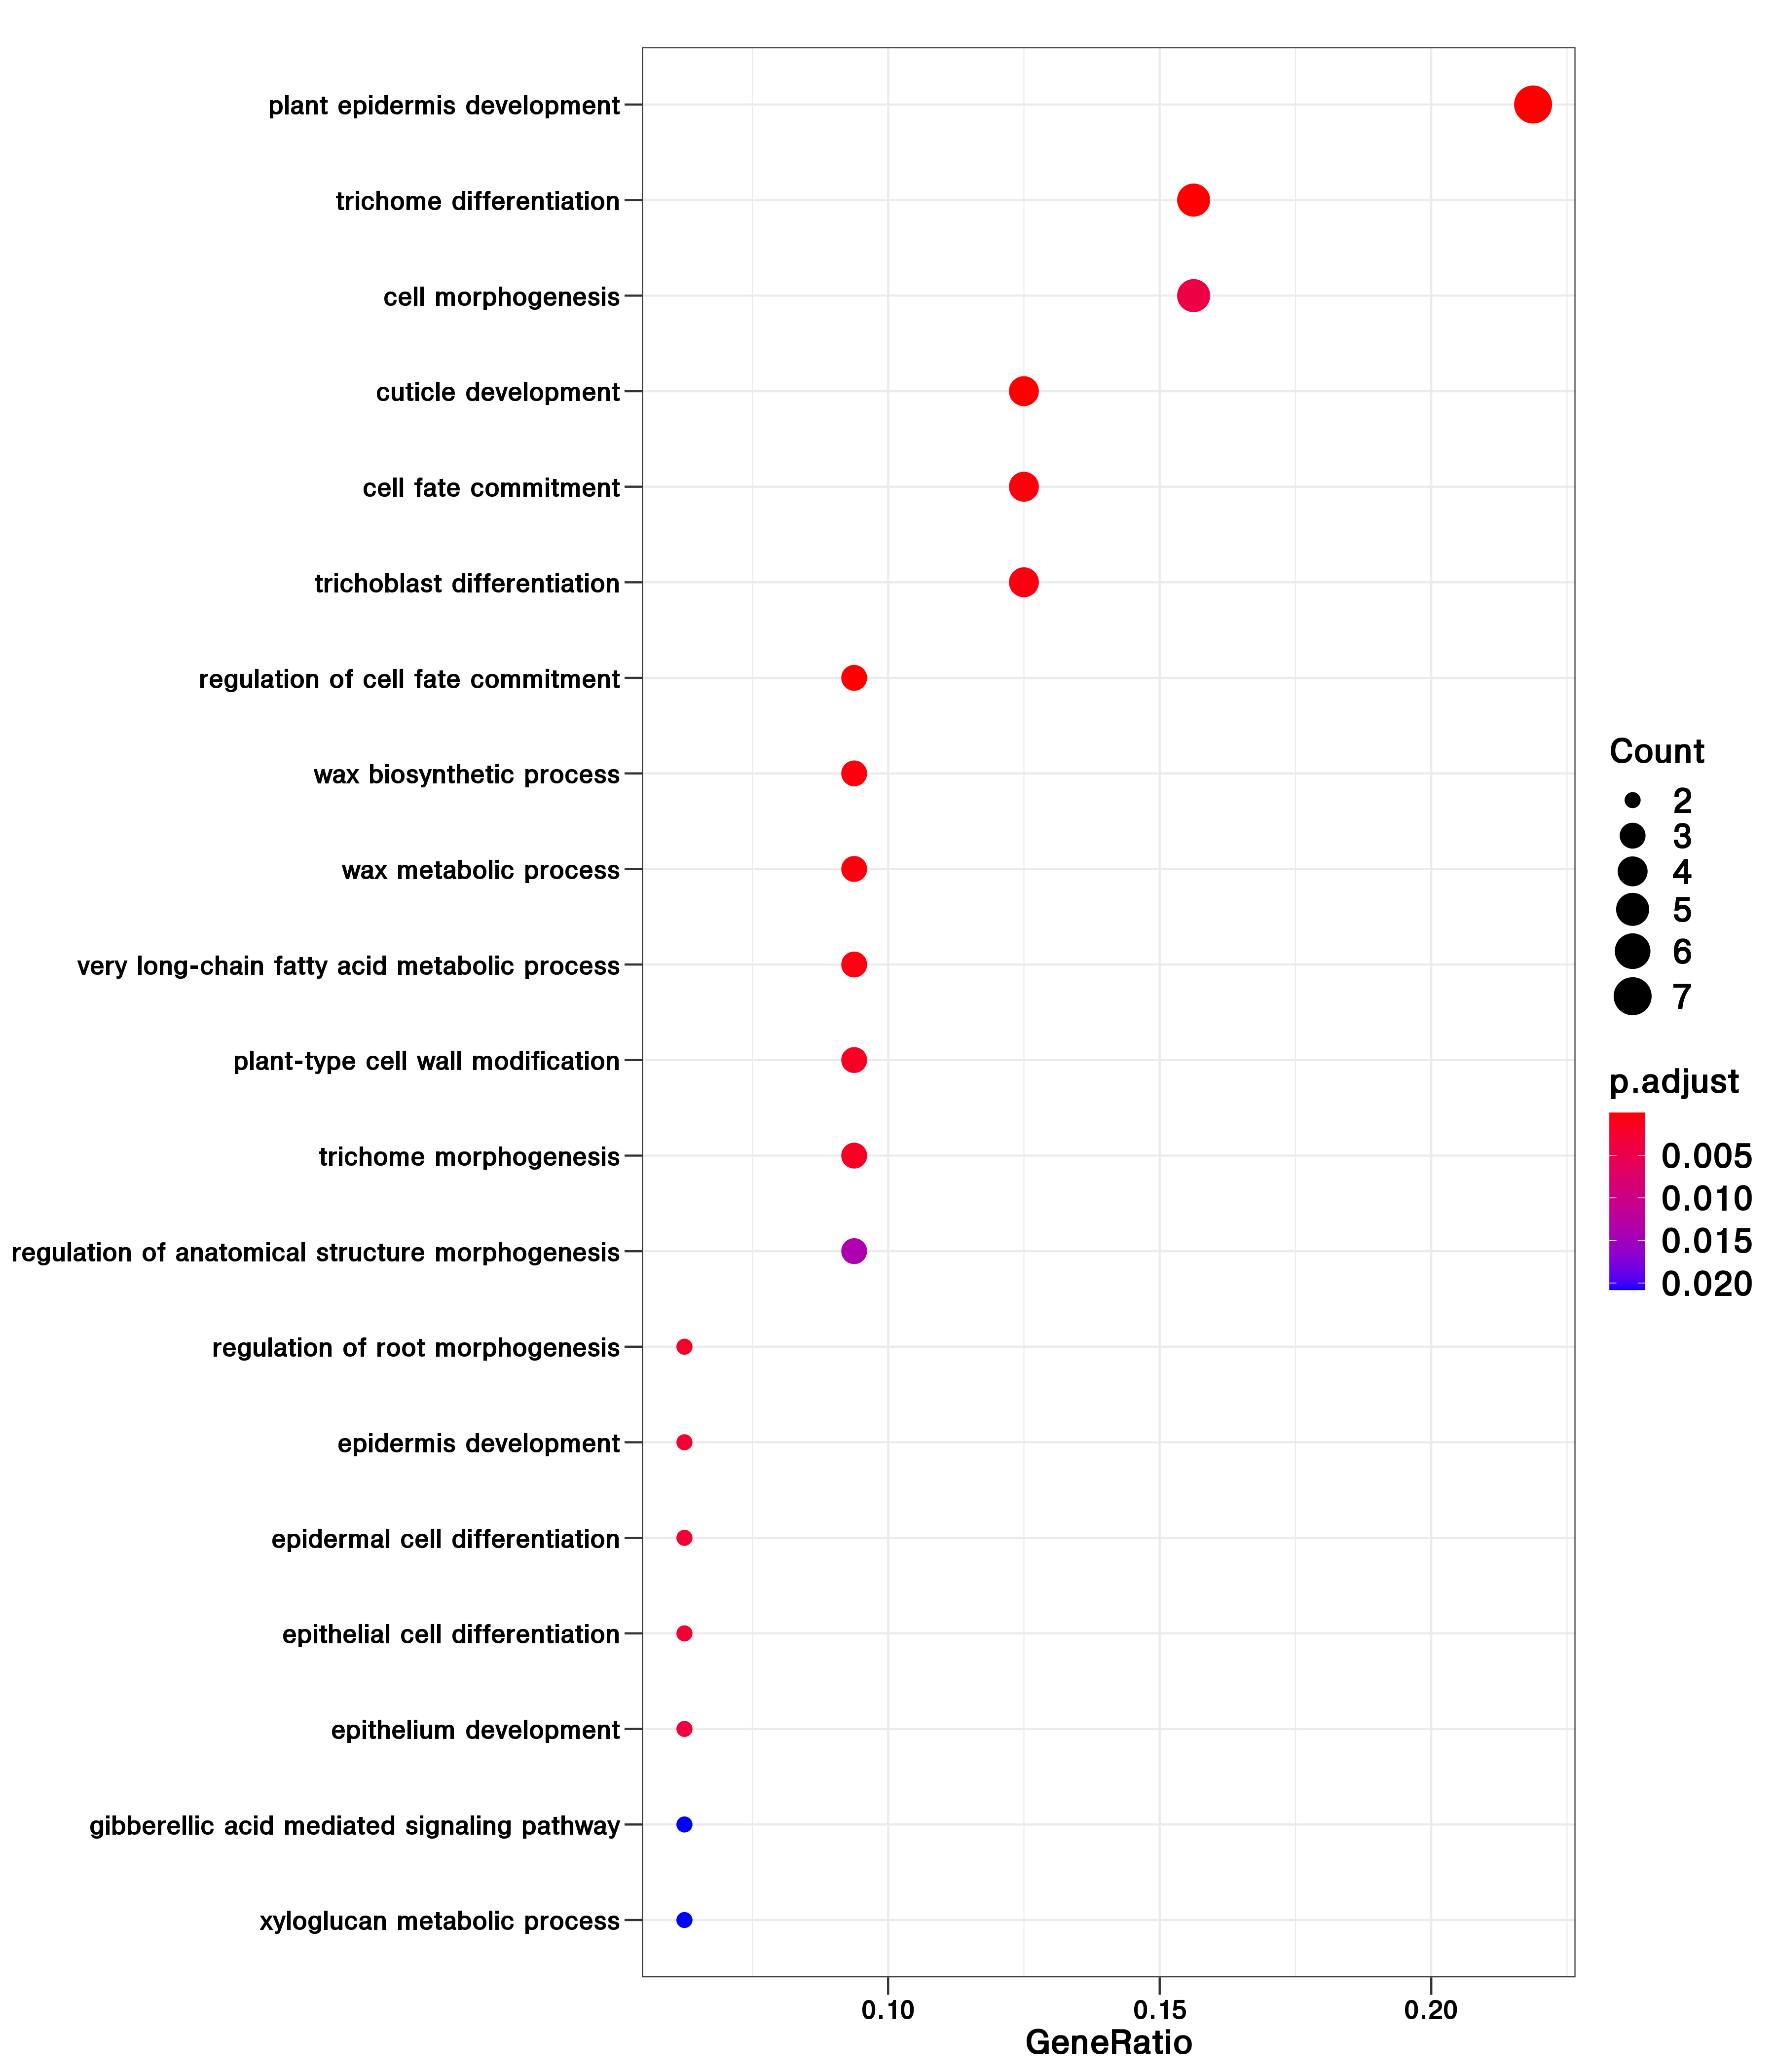 plant epidermis development
trichome differentiation
cell morphogenesis
cuticle development
cell fate commitment
trichoblast differentiation
regulation of cell fate commitment
wax biosynthetic process
wax metabolic process
very long-chain fatty acid metabolic process
plant-type cell wall modification
trichome morphogenesis
regulation of anatomical structure morphogenesis
regulation of root morphogenesis
epidermis development
epidermal cell differentiation
epithelial cell differentiation
epithelium development
gibberellic acid mediated signaling pathway
xyloglucan metabolic process
0.10 0.15 0.20
GeneRatio
Count
2
3
4
5
6
7
p.adjust
0.005
0.010
0.015
0.020